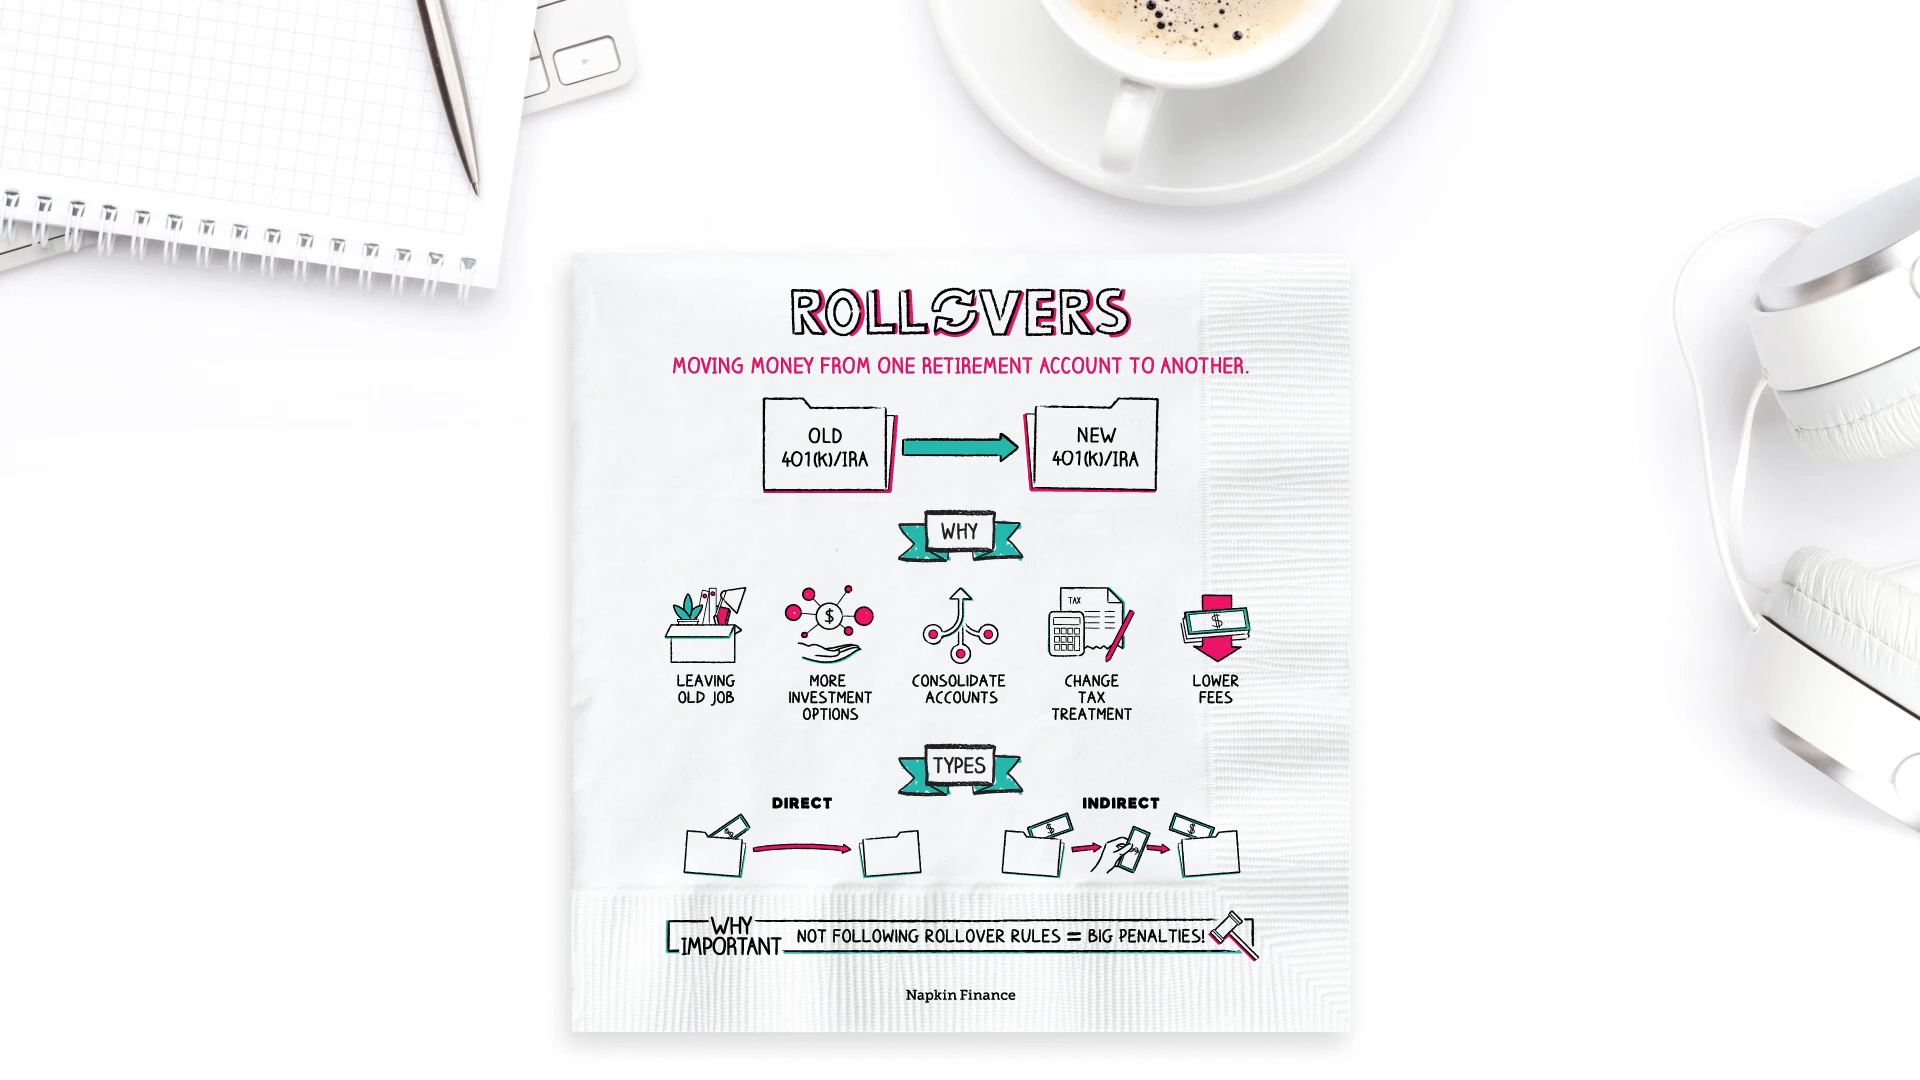 ROLLOVERS
MOVING MONEY FROM ONE RETIREMENT ACCOUNT TO ANOTHER.
OLD
401(K)/IRA
NEW
401(K)/IRA
WHY
LEAVING
OLD JOB
MORE
INVESTMENT
OPTIONS
CONSOLIDATE
ACCOUNTS
TAX
CHANGE
TAX
TREATMENT
$
$
LOWER
FEES
TYPES
DIRECT
INDIRECT
$
$
$
$
WHY
IMPORTANT
NOT FOLLOWING ROLLOVER RULES = BIG PENALTIES!
Napkin Finance